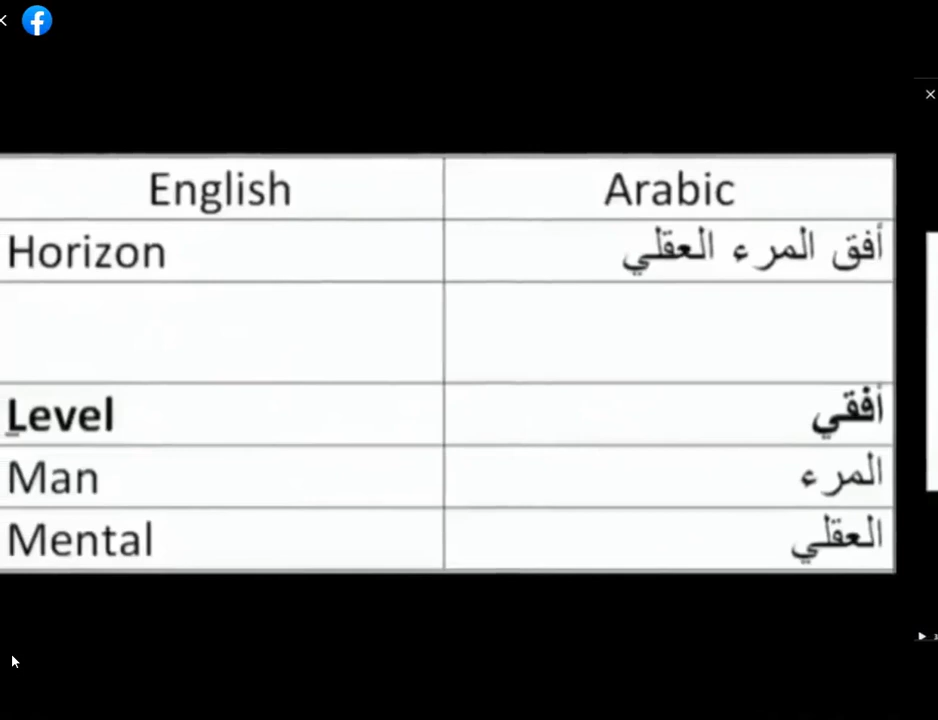 English Arabic
Horizon أفق المرء العقلي
Level أفقي
Man المرء
Mental العقلي